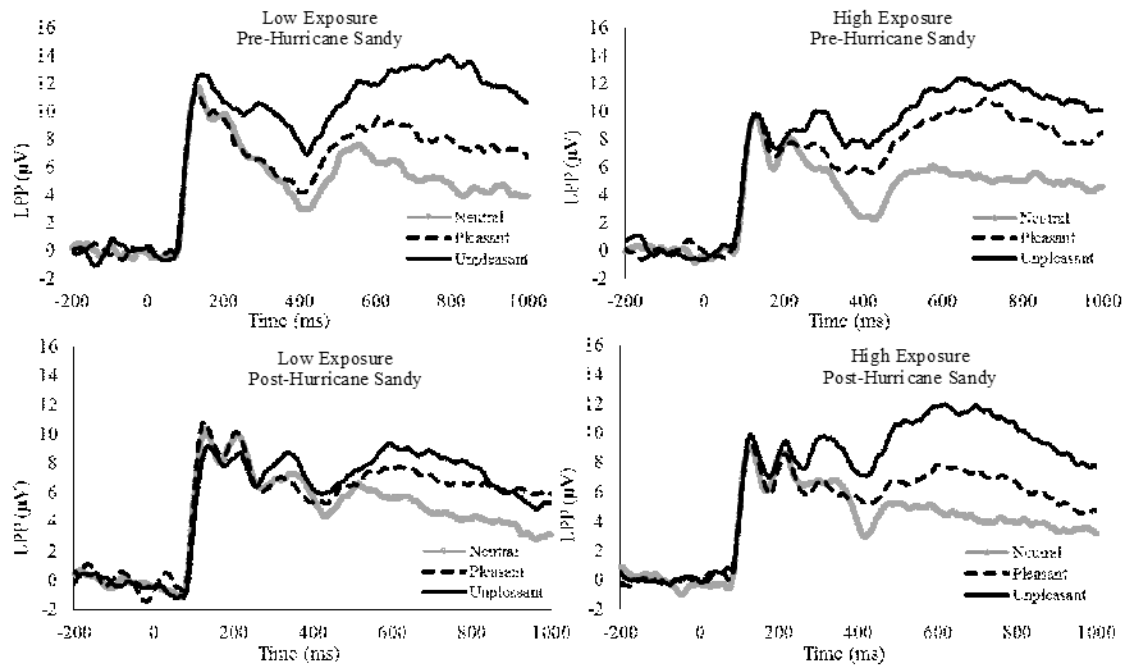 Low Exposure
Pre-Hurricane Sandy
16
14
12
10
8
6
4
2
0
-2
LPP (µV)
Neutral
Pleasant
Unpleasant
-200 0 200 400 600 800 1000
Time (ms)
High Exposure
Pre-Hurricane Sandy
16
14
12
10
8
6
4
2
0
-2
LPP (µV)
Neutral
Pleasant
Unpleasant
-200 0 200 400 600 800 1000
Time (ms)
Low Exposure
Post-Hurricane Sandy
16
14
12
10
8
6
4
2
0
-2
LPP (µV)
Neutral
Pleasant
Unpleasant
-200 0 200 400 600 800 1000
Time (ms)
High Exposure
Post-Hurricane Sandy
16
14
12
10
8
6
4
2
0
-2
LPP (µV)
Neutral
Pleasant
Unpleasant
-200 0 200 400 600 800 1000
Time (ms)